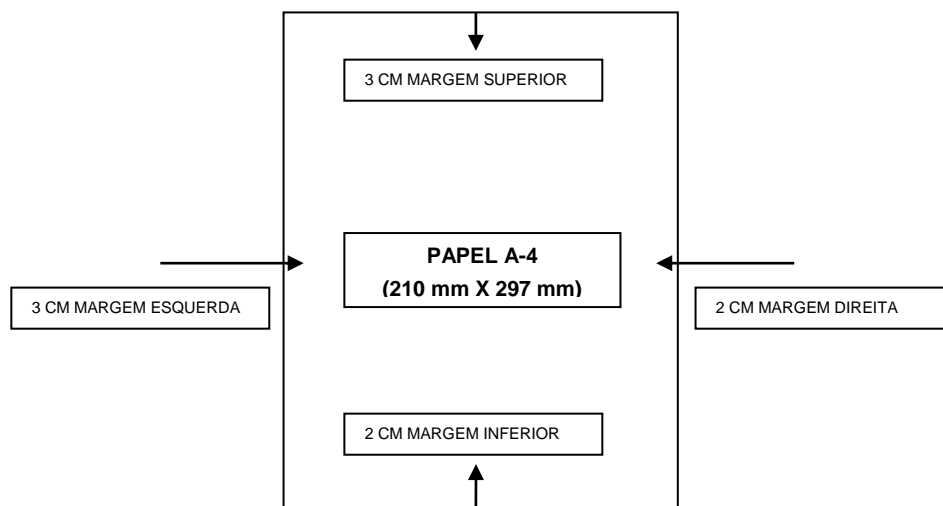 3 CM MARGEM SUPERIOR
PAPEL A-4
(210 mm X 297 mm)
3 CM MARGEM ESQUERDA
2 CM MARGEM DIREITA
2 CM MARGEM INFERIOR